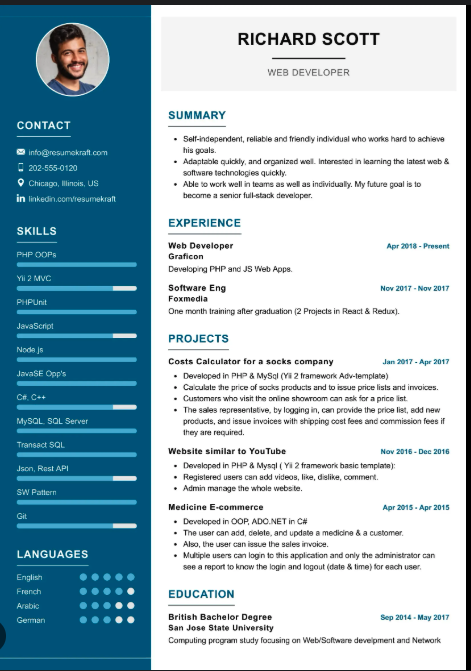 CONTACT
info@resumekraft.com
202-555-0120
Chicago, Illinois, US
linkedin.com/resumekraft
SKILLS
PHP OOPs
Yii 2 MVC
PHPUnit
JavaScript
Node.js
JavaSE Opp's
C#, C++
MySQL, SQL Server
Transact SQL
Json, Rest API
SW Pattern
Git
LANGUAGES
English
French
Arabic
German
RICHARD SCOTT
WEB DEVELOPER
SUMMARY
• Self-independent, reliable and friendly individual who works hard to achieve
his goals.
• Adaptable quickly, and organized well. Interested in learning the latest web &
software technologies quickly.
• Able to work well in teams as well as individually. My future goal is to
become a senior full-stack developer.
EXPERIENCE
Web Developer Apr 2018 - Present
Graficon
Developing PHP and JS Web Apps.
Software Eng Nov 2017 - Nov 2017
Foxmedia
One month training after graduation (2 Projects in React & Redux).
PROJECTS
Costs Calculator for a socks company Jan 2017 - Apr 2017
• Developed in PHP & MySql (Yii 2 framework Adv-template)
• Calculate the price of socks products and to issue price lists and invoices.
• Customers who visit the online showroom can ask for a price list.
• The sales representative, by logging in, can provide the price list, add new
products, and issue invoices with shipping cost fees and commission fees if
they are required.
Website similar to YouTube Nov 2016 - Dec 2016
• Developed in PHP & Mysql ( Yii 2 framework basic template):
• Registered users can add videos, like, dislike, comment.
• Admin manage the whole website.
Medicine E-commerce Apr 2015 - Apr 2015
• Developed in OOP, ADO.NET in C#
• The user can add, delete, and update a medicine & a customer.
• Also, the user can issue the sales invoice.
• Multiple users can login to this application and only the administrator can
see a report to know the login and logout (date & time) for each user.
EDUCATION
British Bachelor Degree Sep 2014 - May 2017
San Jose State University
Computing program study focusing on Web/Software develpment and Network